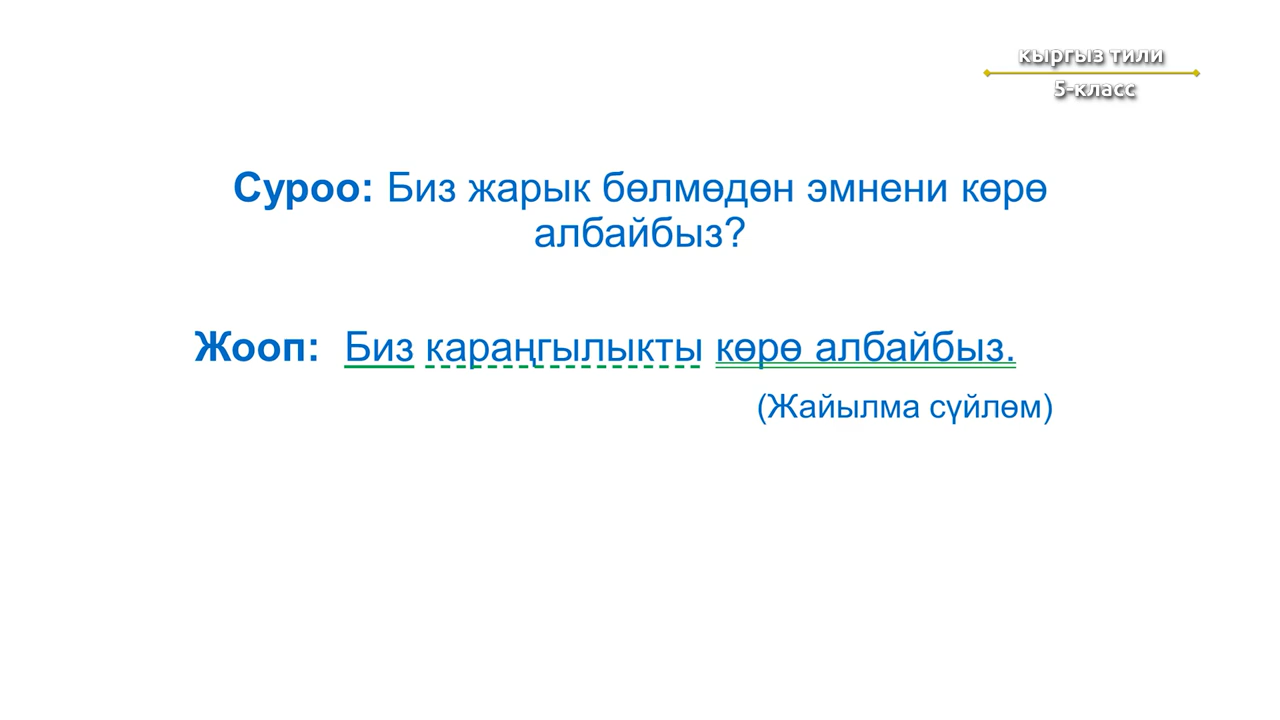 кыргыз тили
5-класс
Суроо: Биз жарык бөлмөдөн эмнени көрө
албайбыз?
Жооп: Биз караңгылыкты көрө албайбыз.
(Жайылма сүйлөм)